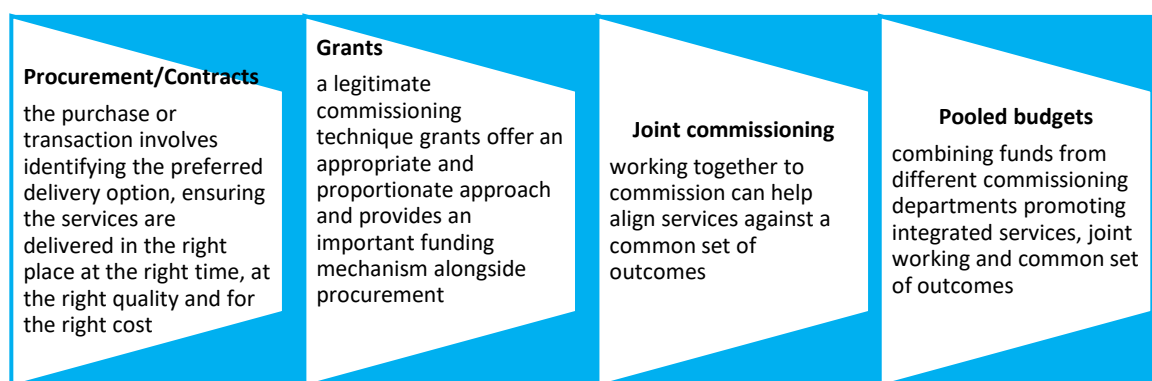 Procurement/Contracts
the purchase or
transaction involves
identifying the preferred
delivery option, ensuring
the services are
delivered in the right
place at the right time, at
the right quality and for
the right cost
Grants
a legitimate
commissioning
technique grants offer an
appropriate and
proportionate approach
and provides an
important funding
mechanism alongside
procurement
Joint commissioning
working together to
commission can help
align services against a
common set of
outcomes
Pooled budgets
combining funds from
different commissioning
departments promoting
integrated services, joint
working and common set
of outcomes